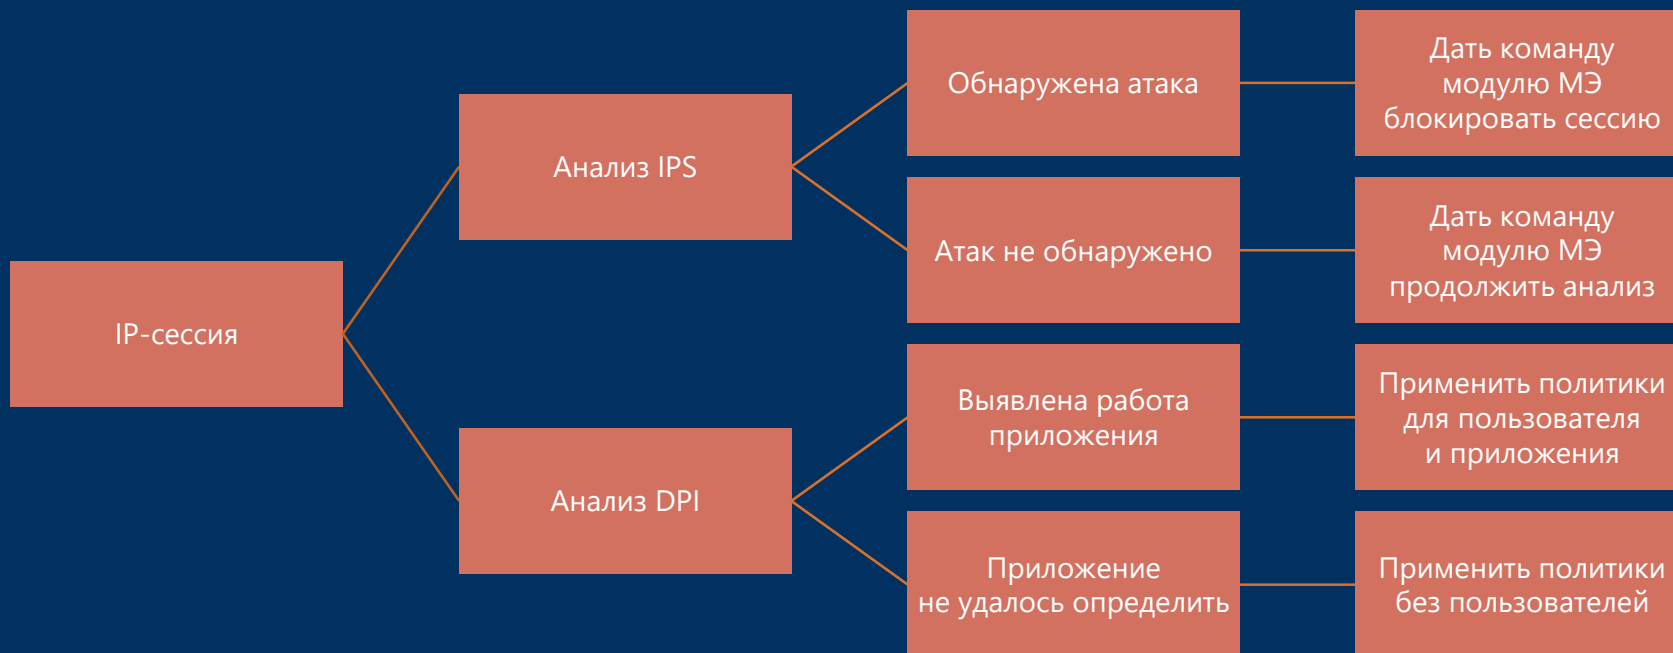 IP-сессия
Анализ IPS
Обнаружена атака
Дать команду
модулю МЭ
блокировать сессию
Атак не обнаружено
Дать команду
модулю МЭ
продолжить анализ
Анализ DPI
Выявлена работа
приложения
Применить политики
для пользователя
и приложения
Приложение
не удалось определить
Применить политики
без пользователей